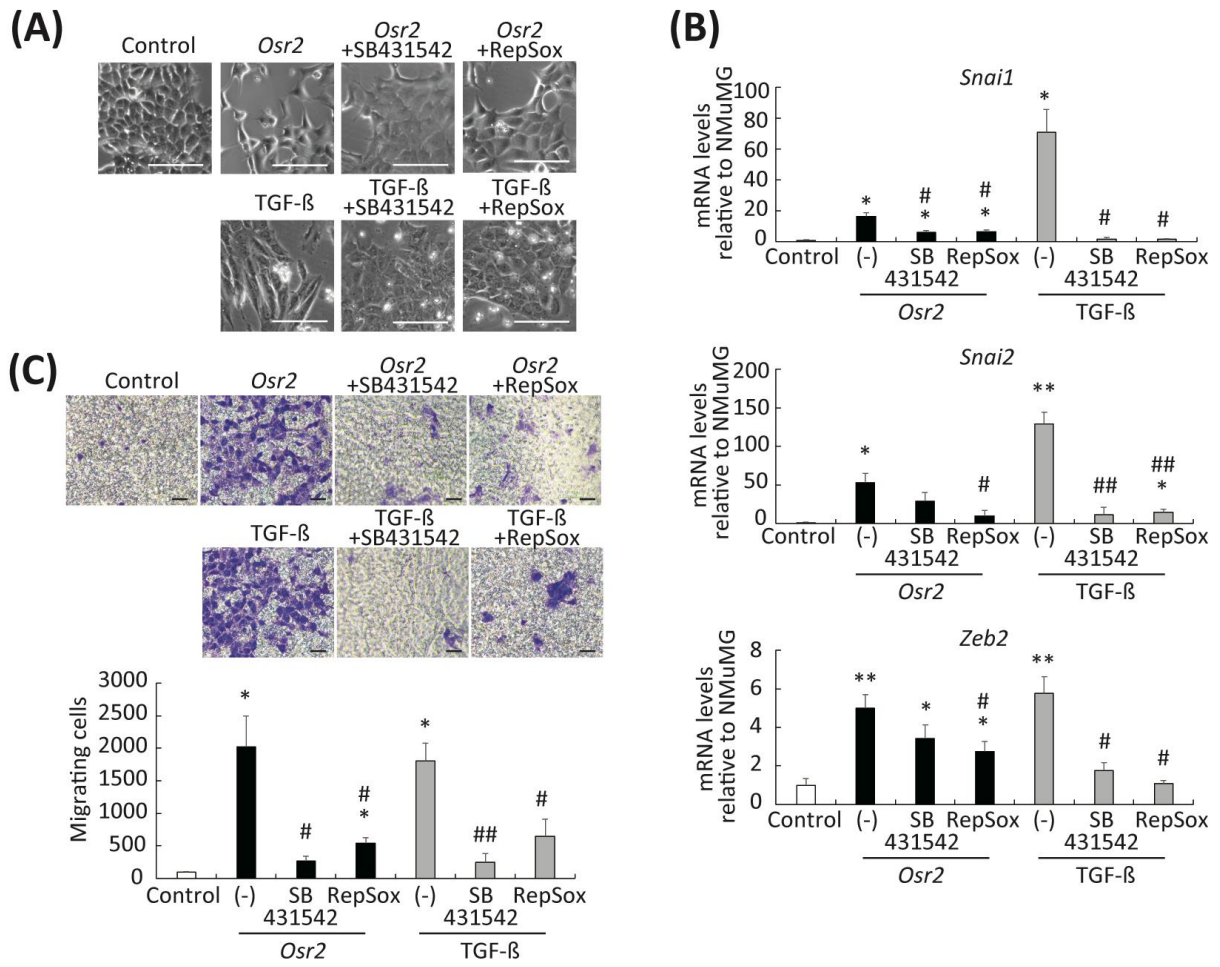 (A)
Control
Osr2
Osr2
+SB431542
Osr2
+RepSox
TGF-ß
TGF-ß
+SB431542
TGF-ß
+RepSox
(B)
Snai1
mRNA levels
relative to NMuMG
100
80
60
40
20
0
*
#
*
#
*
*
#
#
Control
(-)
SB
431542
RepSox
(-)
SB
431542
RepSox
Osr2
TGF-ß
Snai2
mRNA levels
relative to NMuMG
200
150
100
50
0
*
#
**
##
##
*
Control
(-)
SB
431542
RepSox
(-)
SB
431542
RepSox
Osr2
TGF-ß
Zeb2
mRNA levels
relative to NMuMG
8
6
4
2
0
**
*
#
*
**
#
#
Control
(-)
SB
431542
RepSox
(-)
SB
431542
RepSox
Osr2
TGF-ß
(C)
Control
Osr2
Osr2
+SB431542
Osr2
+RepSox
TGF-ß
TGF-ß
+SB431542
TGF-ß
+RepSox
Migrating cells
3000
2500
2000
1500
1000
500
0
*
#
#
*
*
##
#
Control
(-)
SB
431542
RepSox
(-)
SB
431542
RepSox
Osr2
TGF-ß